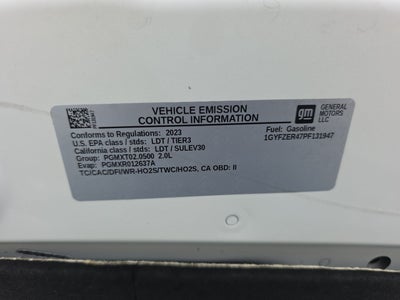 VEHICLE EMISSION
CONTROL INFORMATION
gm
GENERAL
MOTORS
LLC
Conforms to Regulations: 2023
U.S. EPA class / stds: LDT / TIER3
California class / stds: LDT / SULEV30
Group: PGMXT02.0500 2.0L
Evap: PGMXR012637A
TC/CAC/DFI/WR-HO2S/TWC/HO2S, CA OBD: II
Fuel: Gasoline
1GYFZER47PF131947